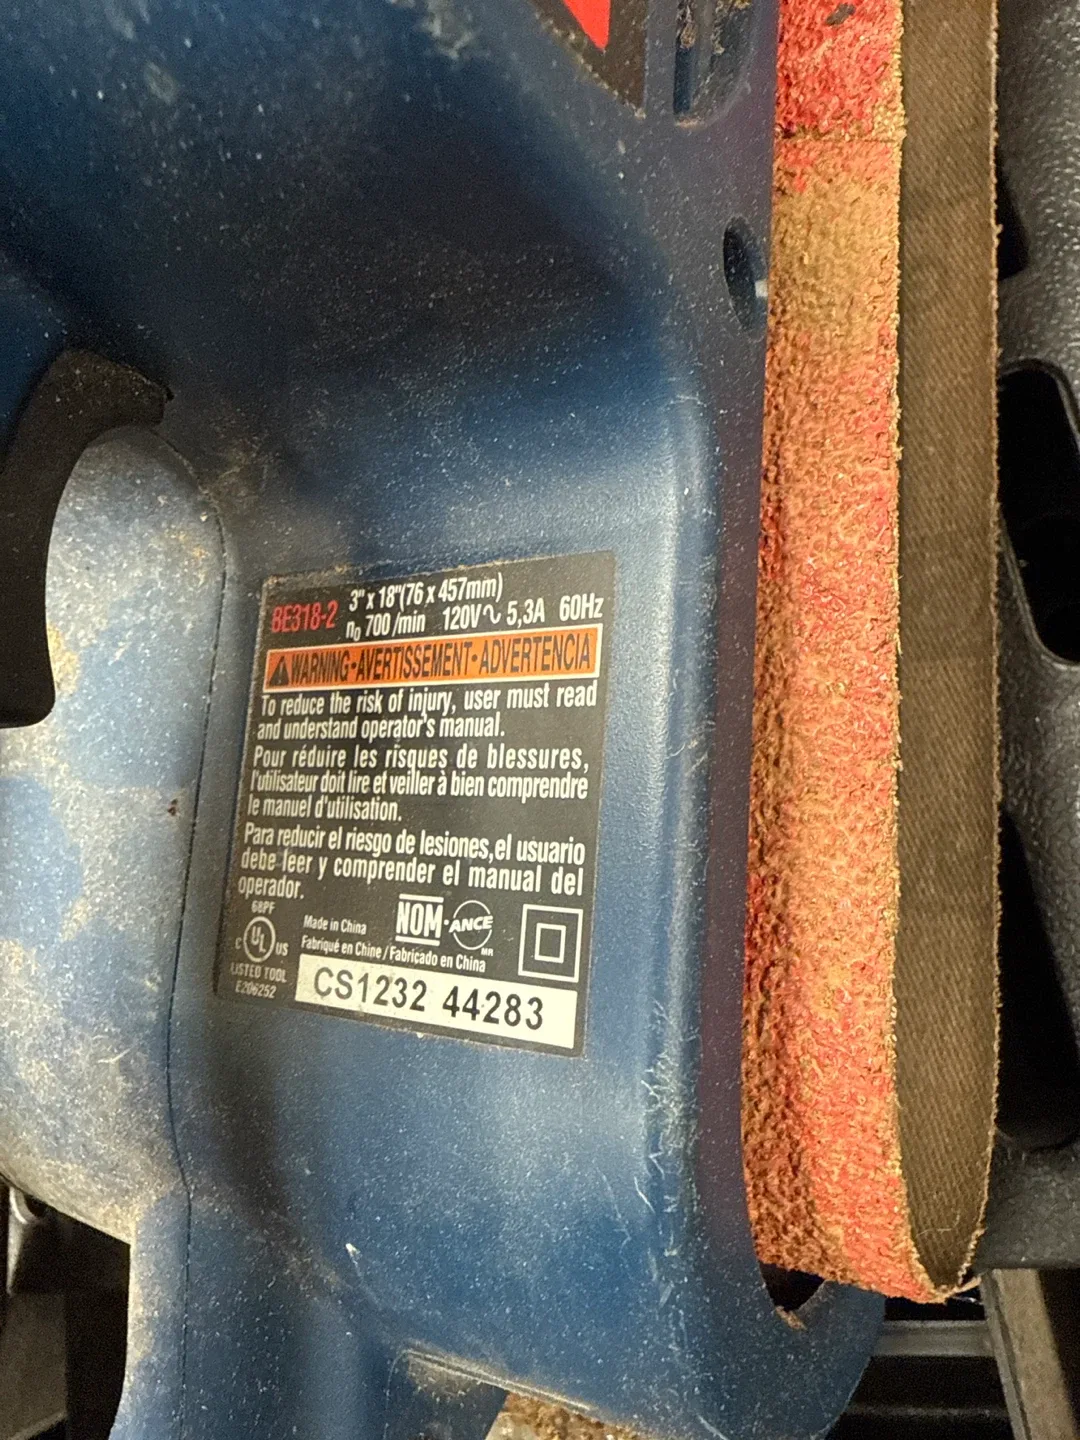 BE318-2 3" x 18"(76 x 457mm)
n₀ 700 /min 120V ∿ 5,3A 60Hz
WARNING-AVERTISSEMENT-ADVERTENCIA
To reduce the risk of injury, user must read
and understand operator's manual.
Pour réduire les risques de blessures,
l'utilisateur doit lire et veiller à bien comprendre
le manuel d'utilisation.
Para reducir el riesgo de lesiones,el usuario
debe leer y comprender el manual del
operador.
68PF
C UL US
LISTED TOOL
E206252
Made in China
Fabriqué en Chine / Fabricado en China
NOM-ANCE
MR
CS1232 44283